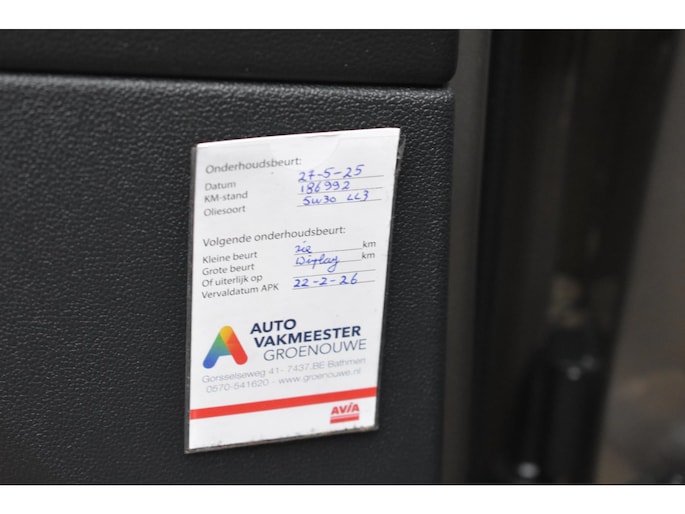 Onderhoudsbeurt:
Datum 27-5-25
KM-stand 186992
Oliesoort 5W30 LL3
Volgende onderhoudsbeurt:
Kleine beurt zie km
Grote beurt Display km
Of uiterlijk op
Vervaldatum APK 22-2-26
AUTO
VAKMEESTER
GROENOUWE
Gorsselseweg 41- 7437 BE Bathmen
0570-541620 - www.groenouwe.nl
AVIA